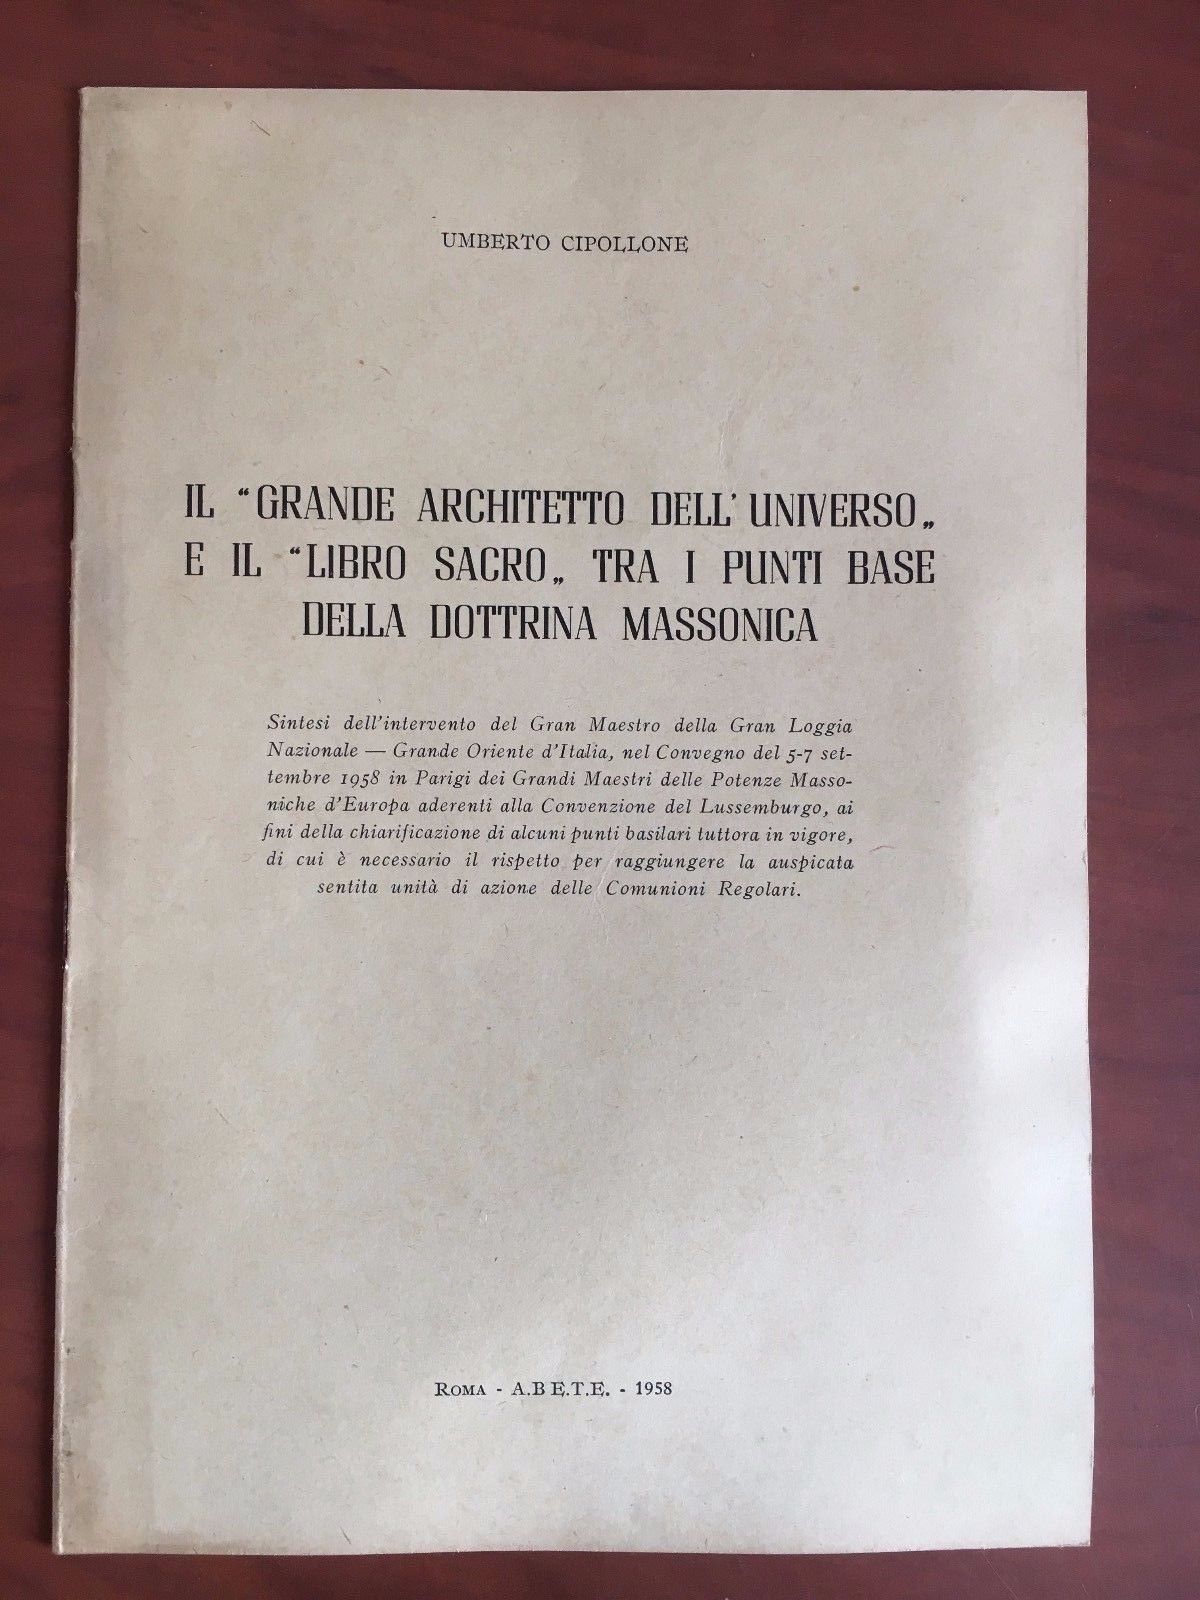 UMBERTO CIPOLLONE
IL “GRANDE ARCHITETTO DELL'UNIVERSO„
E IL “LIBRO SACRO„ TRA I PUNTI BASE
DELLA DOTTRINA MASSONICA
Sintesi dell'intervento del Gran Maestro della Gran Loggia
Nazionale — Grande Oriente d'Italia, nel Convegno del 5-7 set-
tembre 1958 in Parigi dei Grandi Maestri delle Potenze Masso-
niche d'Europa aderenti alla Convenzione del Lussemburgo, ai
fini della chiarificazione di alcuni punti basilari tuttora in vigore,
di cui è necessario il rispetto per raggiungere la auspicata
sentita unità di azione delle Comunioni Regolari.
ROMA - A.BE.T.E. - 1958